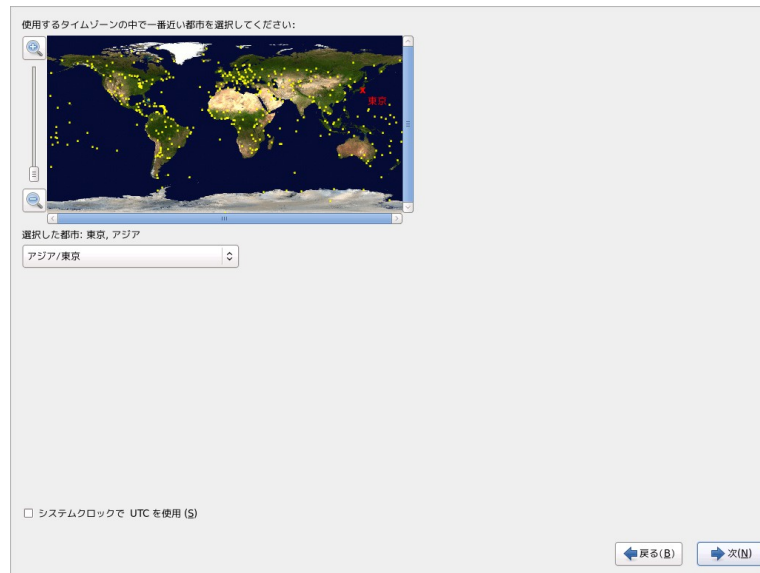 使用するタイムゾーンの中で一番近い都市を選択してください:
東京
選択した都市: 東京, アジア
アジア/東京
システムクロックで UTC を使用 (S)
戻る(B)
次(N)